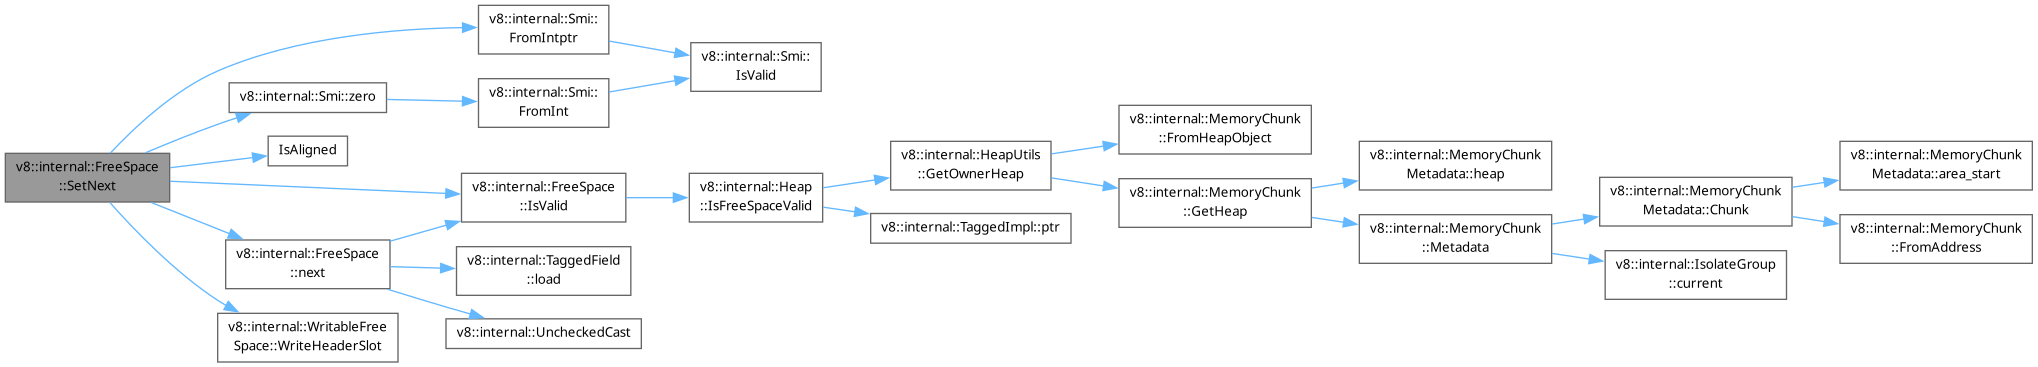 v8::internal::FreeSpace
::SetNext
v8::internal::Smi::
FromIntptr
v8::internal::Smi::
IsValid
v8::internal::Smi::zero
v8::internal::Smi::
FromInt
IsAligned
v8::internal::FreeSpace
::IsValid
v8::internal::Heap
::IsFreeSpaceValid
v8::internal::HeapUtils
::GetOwnerHeap
v8::internal::MemoryChunk
::FromHeapObject
v8::internal::MemoryChunk
::GetHeap
v8::internal::MemoryChunk
Metadata::heap
v8::internal::MemoryChunk
::Metadata
v8::internal::MemoryChunk
Metadata::Chunk
v8::internal::MemoryChunk
Metadata::area_start
v8::internal::MemoryChunk
::FromAddress
v8::internal::IsolateGroup
::current
v8::internal::TaggedImpl::ptr
v8::internal::FreeSpace
::next
v8::internal::TaggedField
::load
v8::internal::UncheckedCast
v8::internal::WritableFree
Space::WriteHeaderSlot